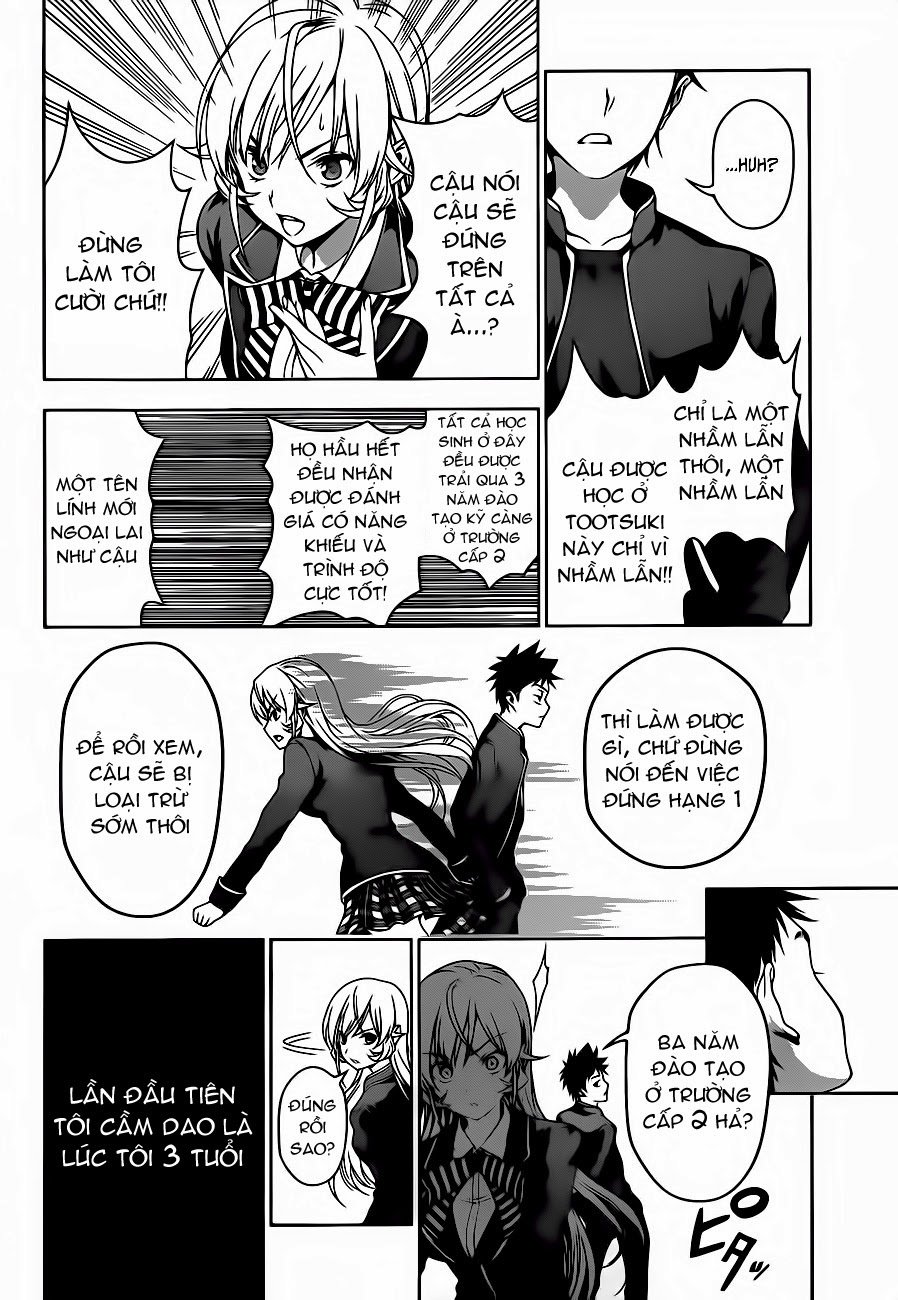 ...HUH?
CHỈ LÀ MỘT
NHẦM LẪN
THÔI, MỘT
NHẦM LẪN
CẬU ĐƯỢC
HỌC Ở
TOOTSUKI
NÀY CHỈ VÌ
NHẦM LẪN!!
CẬU NÓI
CẬU SẼ
ĐỨNG
TRÊN
TẤT CẢ
À...?
ĐỪNG
LÀM TÔI
CƯỜI CHỨ!!
TẤT CẢ HỌC
SINH Ở ĐÂY
ĐỀU ĐƯỢC
TRẢI QUA 3
NĂM ĐÀO
TẠO KỸ CÀNG
Ở TRƯỜNG
CẤP 2
HỌ HẦU HẾT
ĐỀU NHẬN
ĐƯỢC ĐÁNH
GIÁ CÓ NĂNG
KHIẾU VÀ
TRÌNH ĐỘ
CỰC TỐT!
MỘT TÊN
LÍNH MỚI
NGOẠI LAI
NHƯ CẬU
THÌ LÀM ĐƯỢC
GÌ, CHỨ ĐỪNG
NÓI ĐẾN VIỆC
ĐỨNG HẠNG 1
ĐỂ RỒI XEM,
CẬU SẼ BỊ
LOẠI TRỪ
SỚM THÔI
BA NĂM
ĐÀO TẠO
Ở TRƯỜNG
CẤP 2 HẢ?
ピタッ
ĐÚNG
RỒI
SAO?
LẦN ĐẦU TIÊN
TÔI CẦM DAO LÀ
LÚC TÔI 3 TUỔI